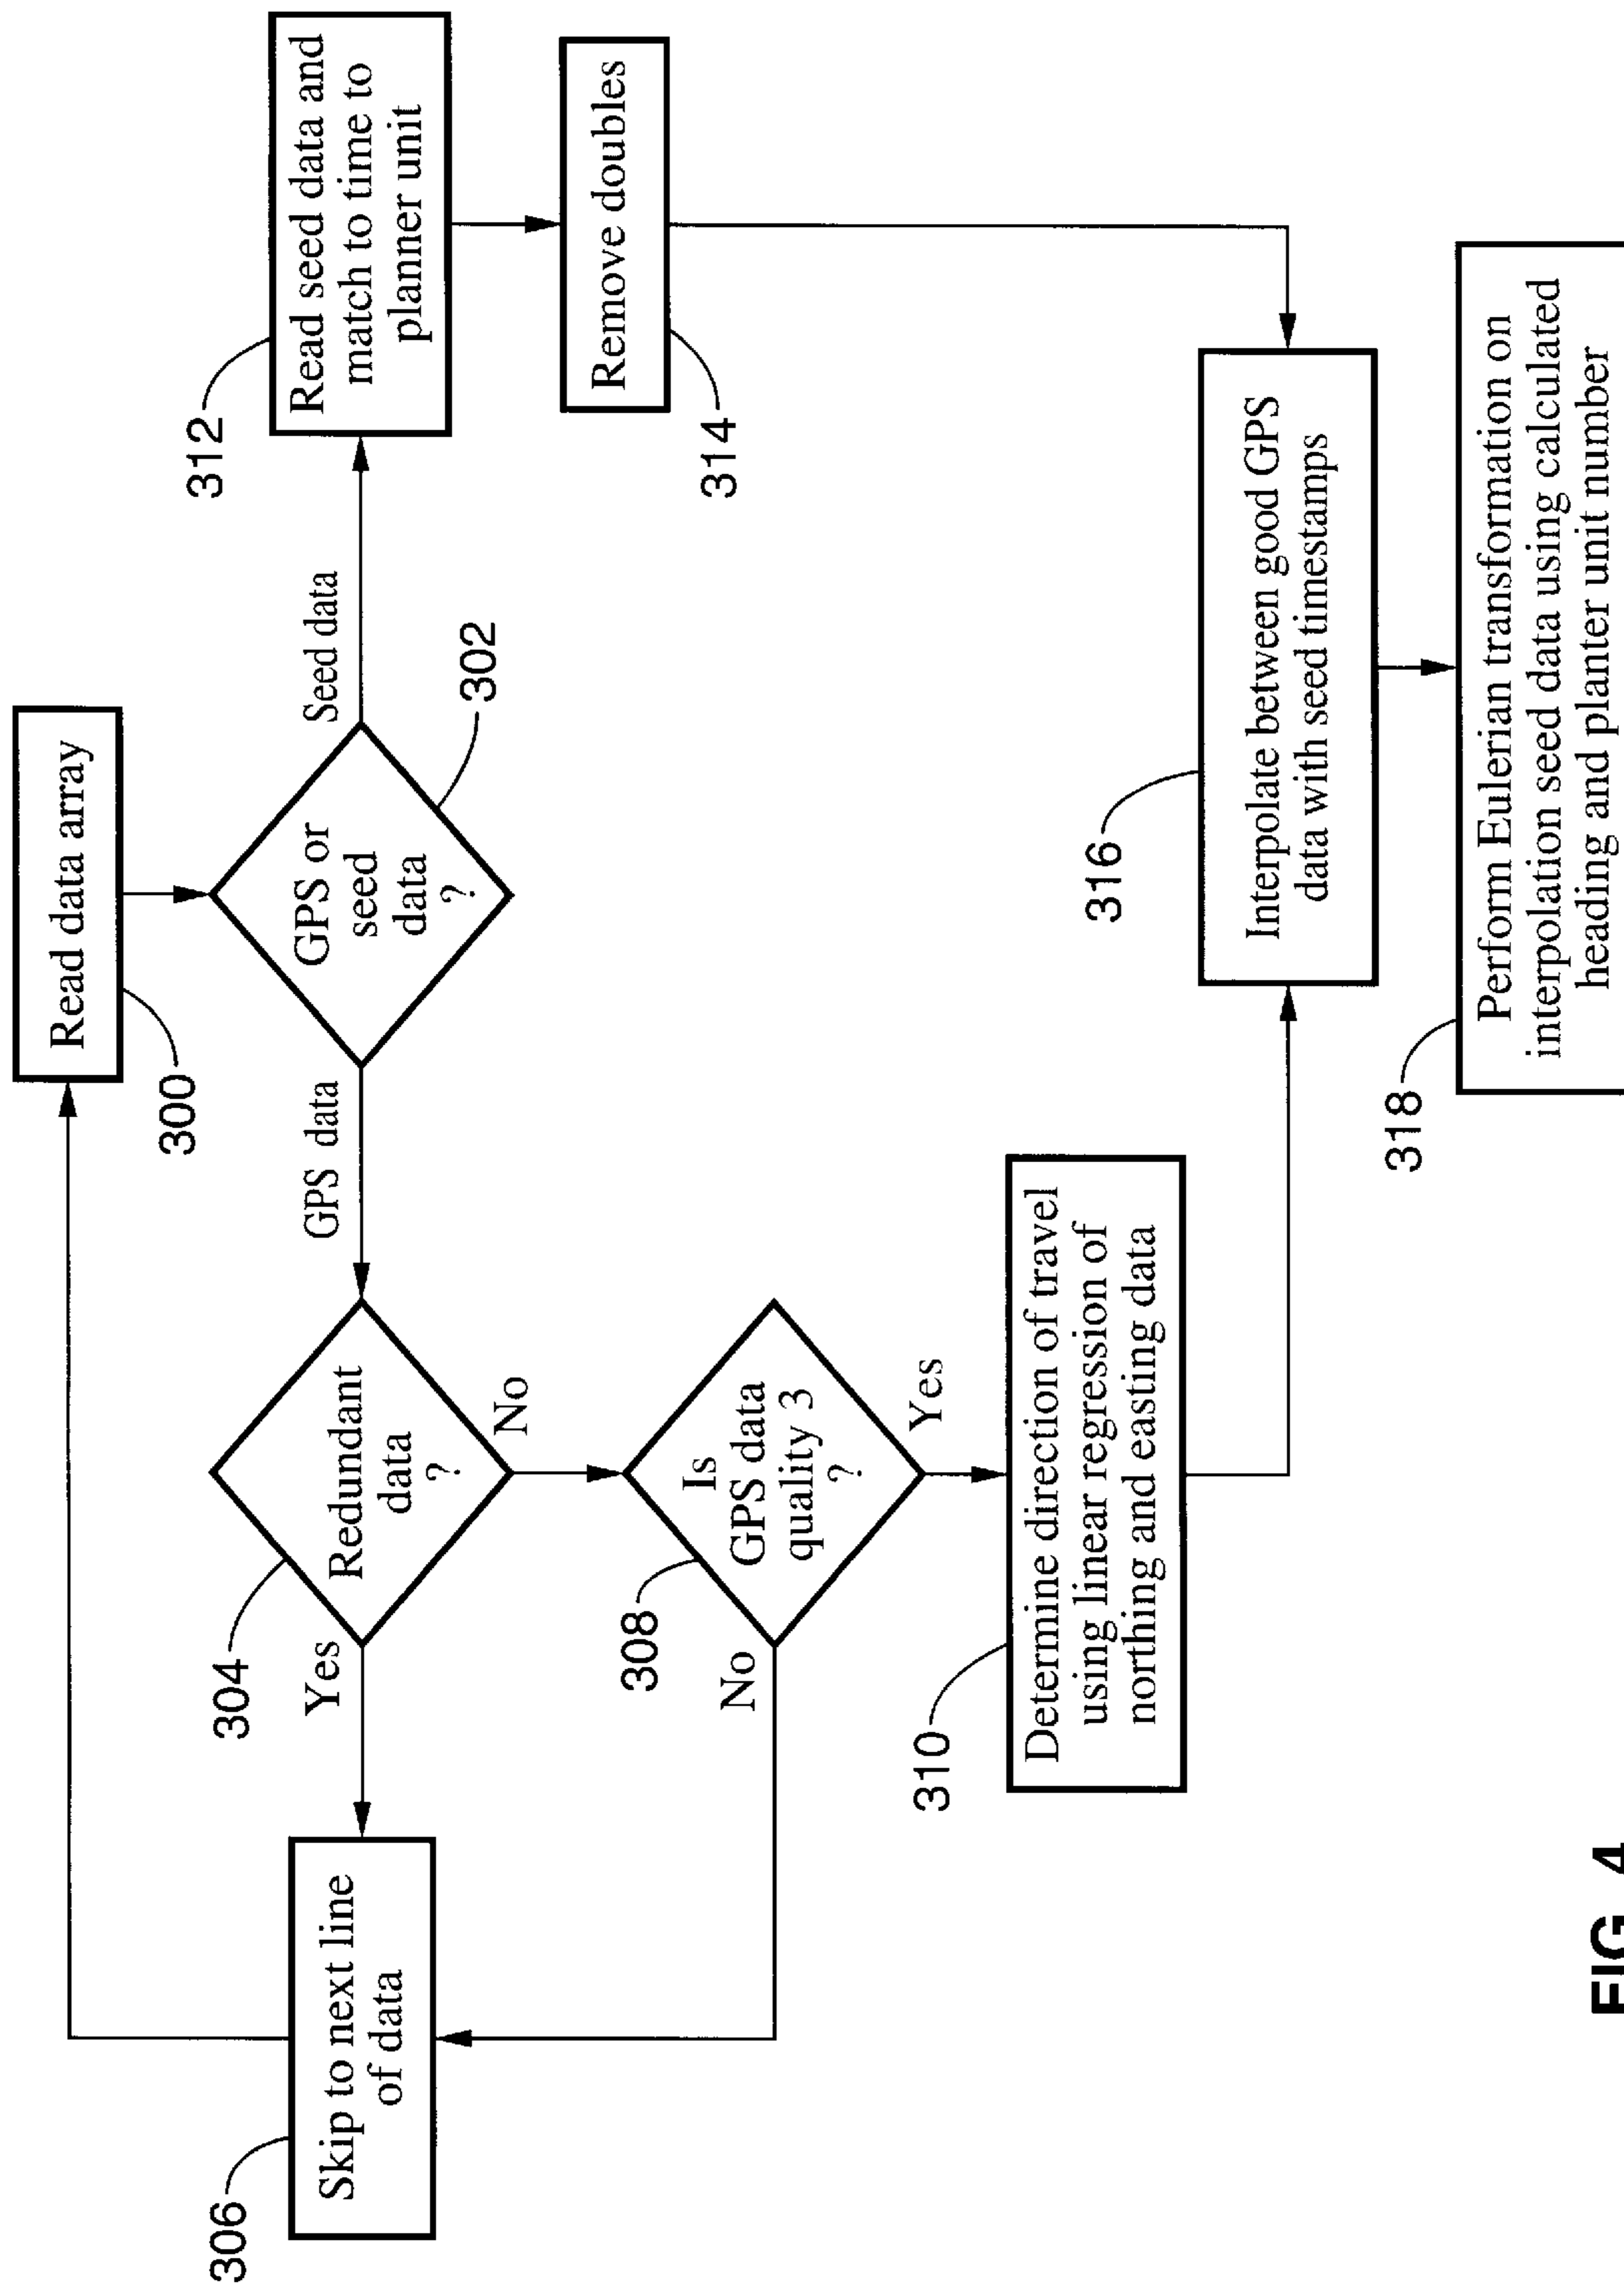 Read data array
300
GPS or
seed
data
?
302
GPS data
Seed data
312
Read seed data and
match to time to
planner unit
Remove doubles
314
304
Redundant
data
?
Yes
No
306
Skip to next line
of data
308
Is
GPS data
quality 3
?
No
Yes
310
Determine direction of travel
using linear regression of
northing and easting data
316
Interpolate between good GPS
data with seed timestamps
318
Perform Eulerian transformation on
interpolation seed data using calculated
heading and planter unit number
FIG. 4